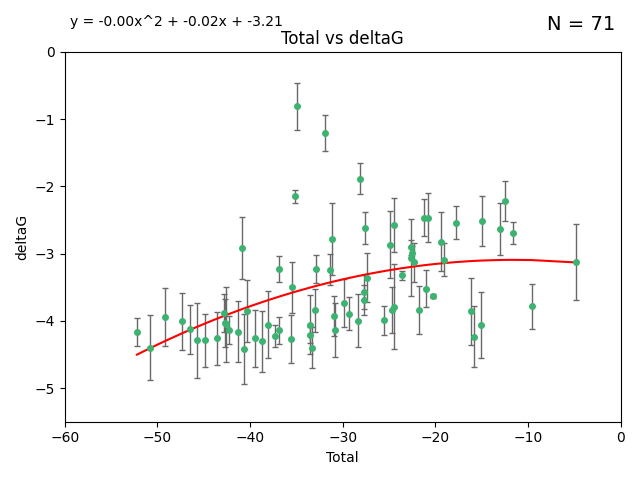 y = -0.00x^2 + -0.02x + -3.21
N = 71
Total vs deltaG
0
−1
−2
−3
−4
−5
deltaG
−60 −50 −40 −30 −20 −10 0
Total